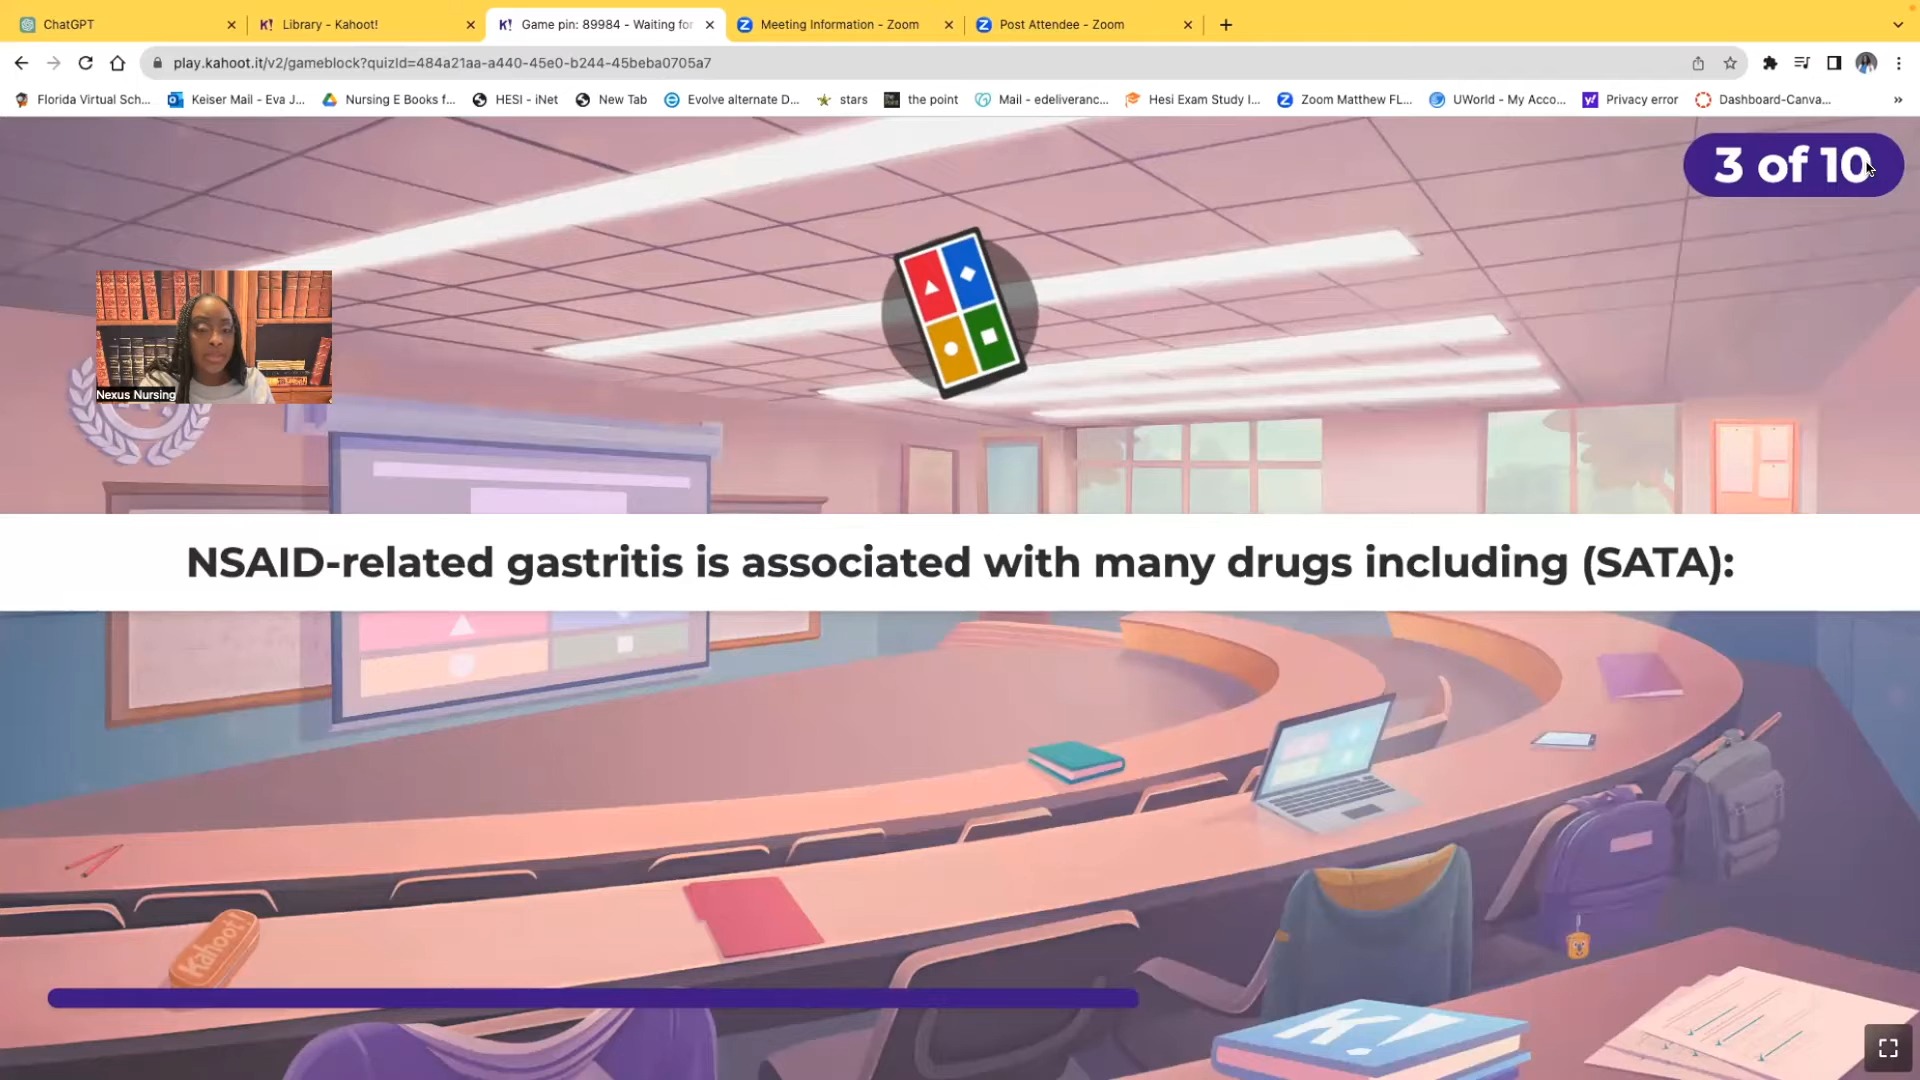 ChatGPT
Library - Kahoot!
Game pin: 89984 - Waiting for
Meeting Information - Zoom
Post Attendee - Zoom
play.kahoot.it/v2/gameblock?quizId=484a21aa-a440-45e0-b244-45beba0705a7
Florida Virtual Sch...
Keiser Mail - Eva J...
Nursing E Books f...
HESI - iNet
New Tab
Evolve alternate D...
stars
the point
Mail - edeliveranc...
Hesi Exam Study I...
Zoom Matthew FL...
UWorld - My Acco...
Privacy error
Dashboard-Canva...
3 of 10
Nexus Nursing
NSAID-related gastritis is associated with many drugs including (SATA):
Kahoot!
K!